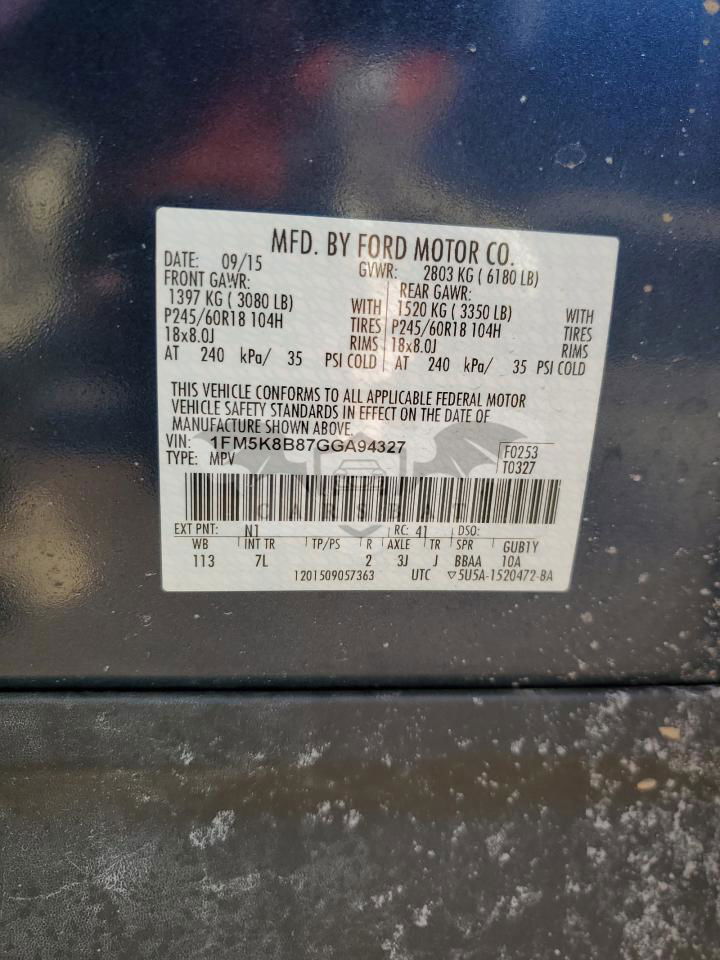 MFD. BY FORD MOTOR CO.
DATE: 09/15 GVWR: 2803 KG ( 6180 LB)
FRONT GAWR: REAR GAWR:
1397 KG ( 3080 LB) WITH 1520 KG ( 3350 LB) WITH
P245/60R18 104H TIRES P245/60R18 104H TIRES
18x8.0J RIMS 18x8.0J RIMS
AT 240 kPa/ 35 PSI COLD AT 240 kPa/ 35 PSI COLD
THIS VEHICLE CONFORMS TO ALL APPLICABLE FEDERAL MOTOR
VEHICLE SAFETY STANDARDS IN EFFECT ON THE DATE OF
MANUFACTURE SHOWN ABOVE.
VIN: 1FM5K8B87GGA94327 F0253
TYPE: MPV T0327
CARSBAT
EXT PNT: N1 RC: 41 DSO:
WB INT TR TP/PS R AXLE TR SPR GUB1Y
113 7L 2 3J J BBAA 10A
1201509057363 UTC ▽5U5A-1520472-BA